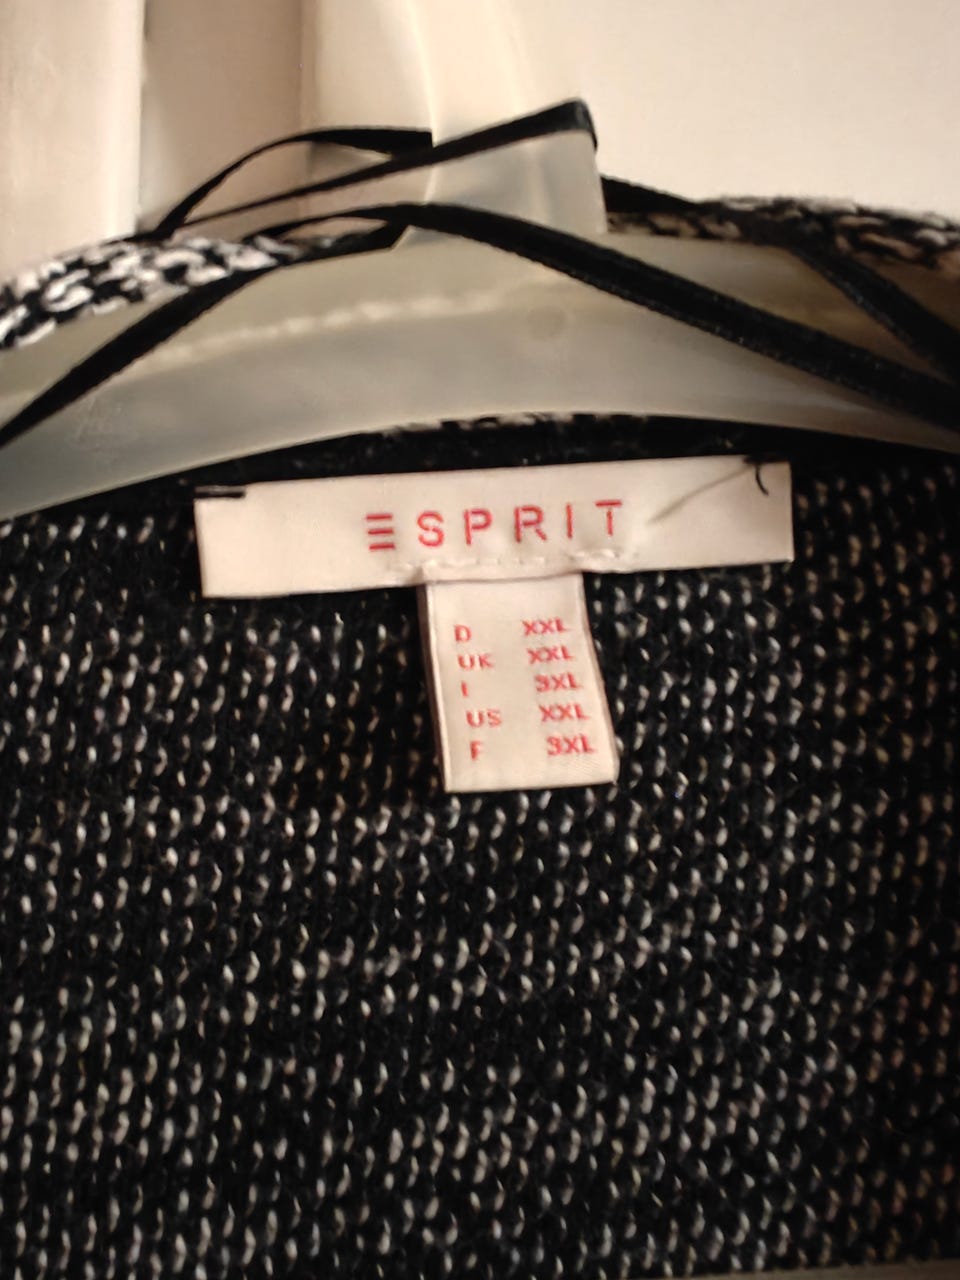 ESPRIT
D XXL
UK XXL
I 3XL
US XXL
F 3XL